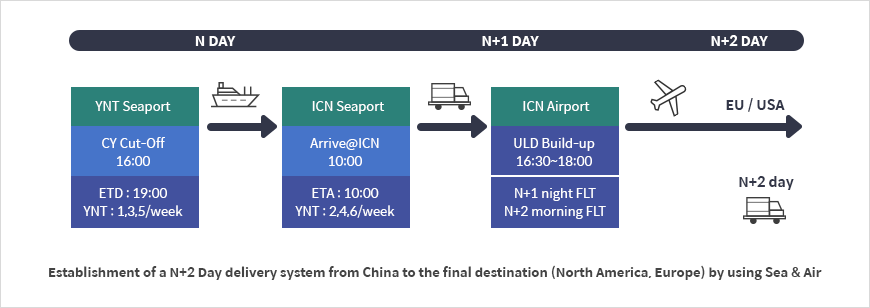 N DAY
N+1 DAY
N+2 DAY
YNT Seaport
CY Cut-Off
16:00
ETD : 19:00
YNT : 1,3,5/week
ICN Seaport
Arrive@ICN
10:00
ETA : 10:00
YNT : 2,4,6/week
ICN Airport
ULD Build-up
16:30~18:00
N+1 night FLT
N+2 morning FLT
EU / USA
N+2 day
Establishment of a N+2 Day delivery system from China to the final destination (North America, Europe) by using Sea & Air